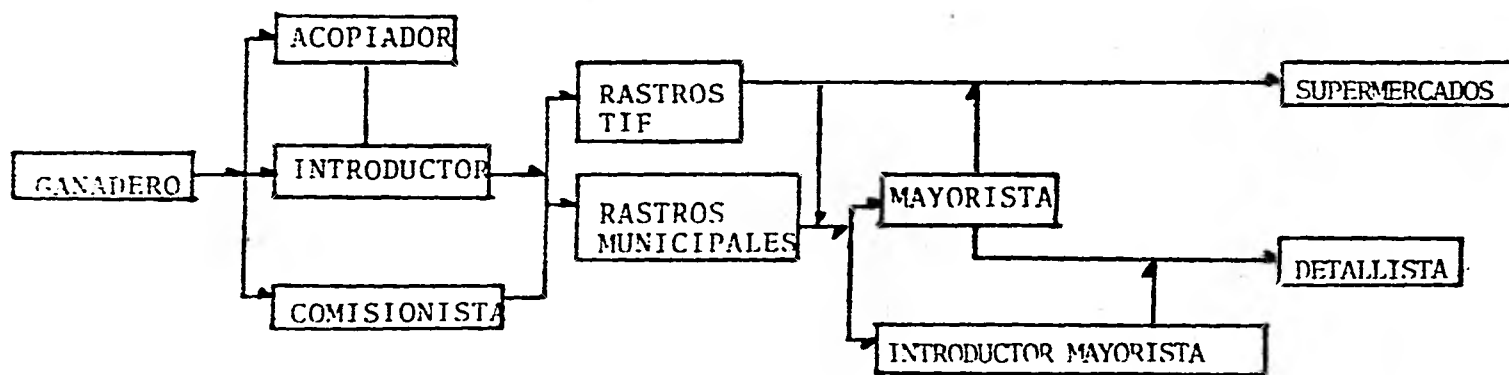 ACOPIADOR
RASTROS
TIF
SUPERMERCADOS
GANADERO
INTRODUCTOR
MAYORISTA
RASTROS
MUNICIPALES
DETALLISTA
COMISIONISTA
INTRODUCTOR MAYORISTA